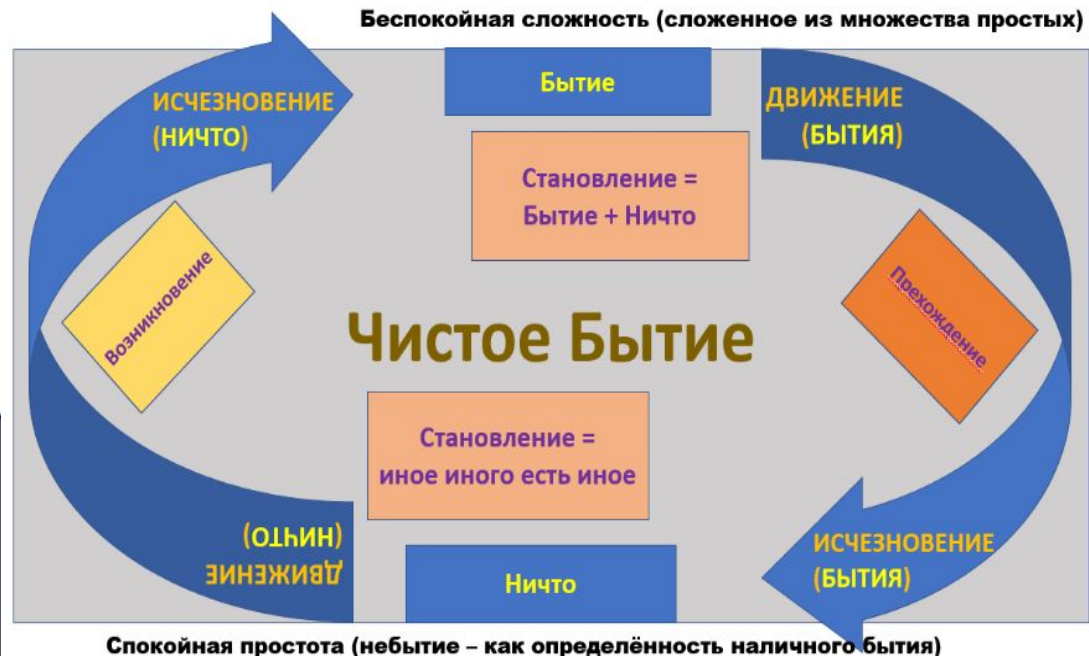 Беспокойная сложность (сложенное из множества простых)
ИСЧЕЗНОВЕНИЕ
(НИЧТО)
Бытие
ДВИЖЕНИЕ
(БЫТИЯ)
Становление =
Бытие + Ничто
Возникновение
Прехождение
Чистое Бытие
Становление =
иное иного есть иное
ДВИЖЕНИЕ
(НИЧТО)
Ничто
ИСЧЕЗНОВЕНИЕ
(БЫТИЯ)
Спокойная простота (небытие – как определённость наличного бытия)